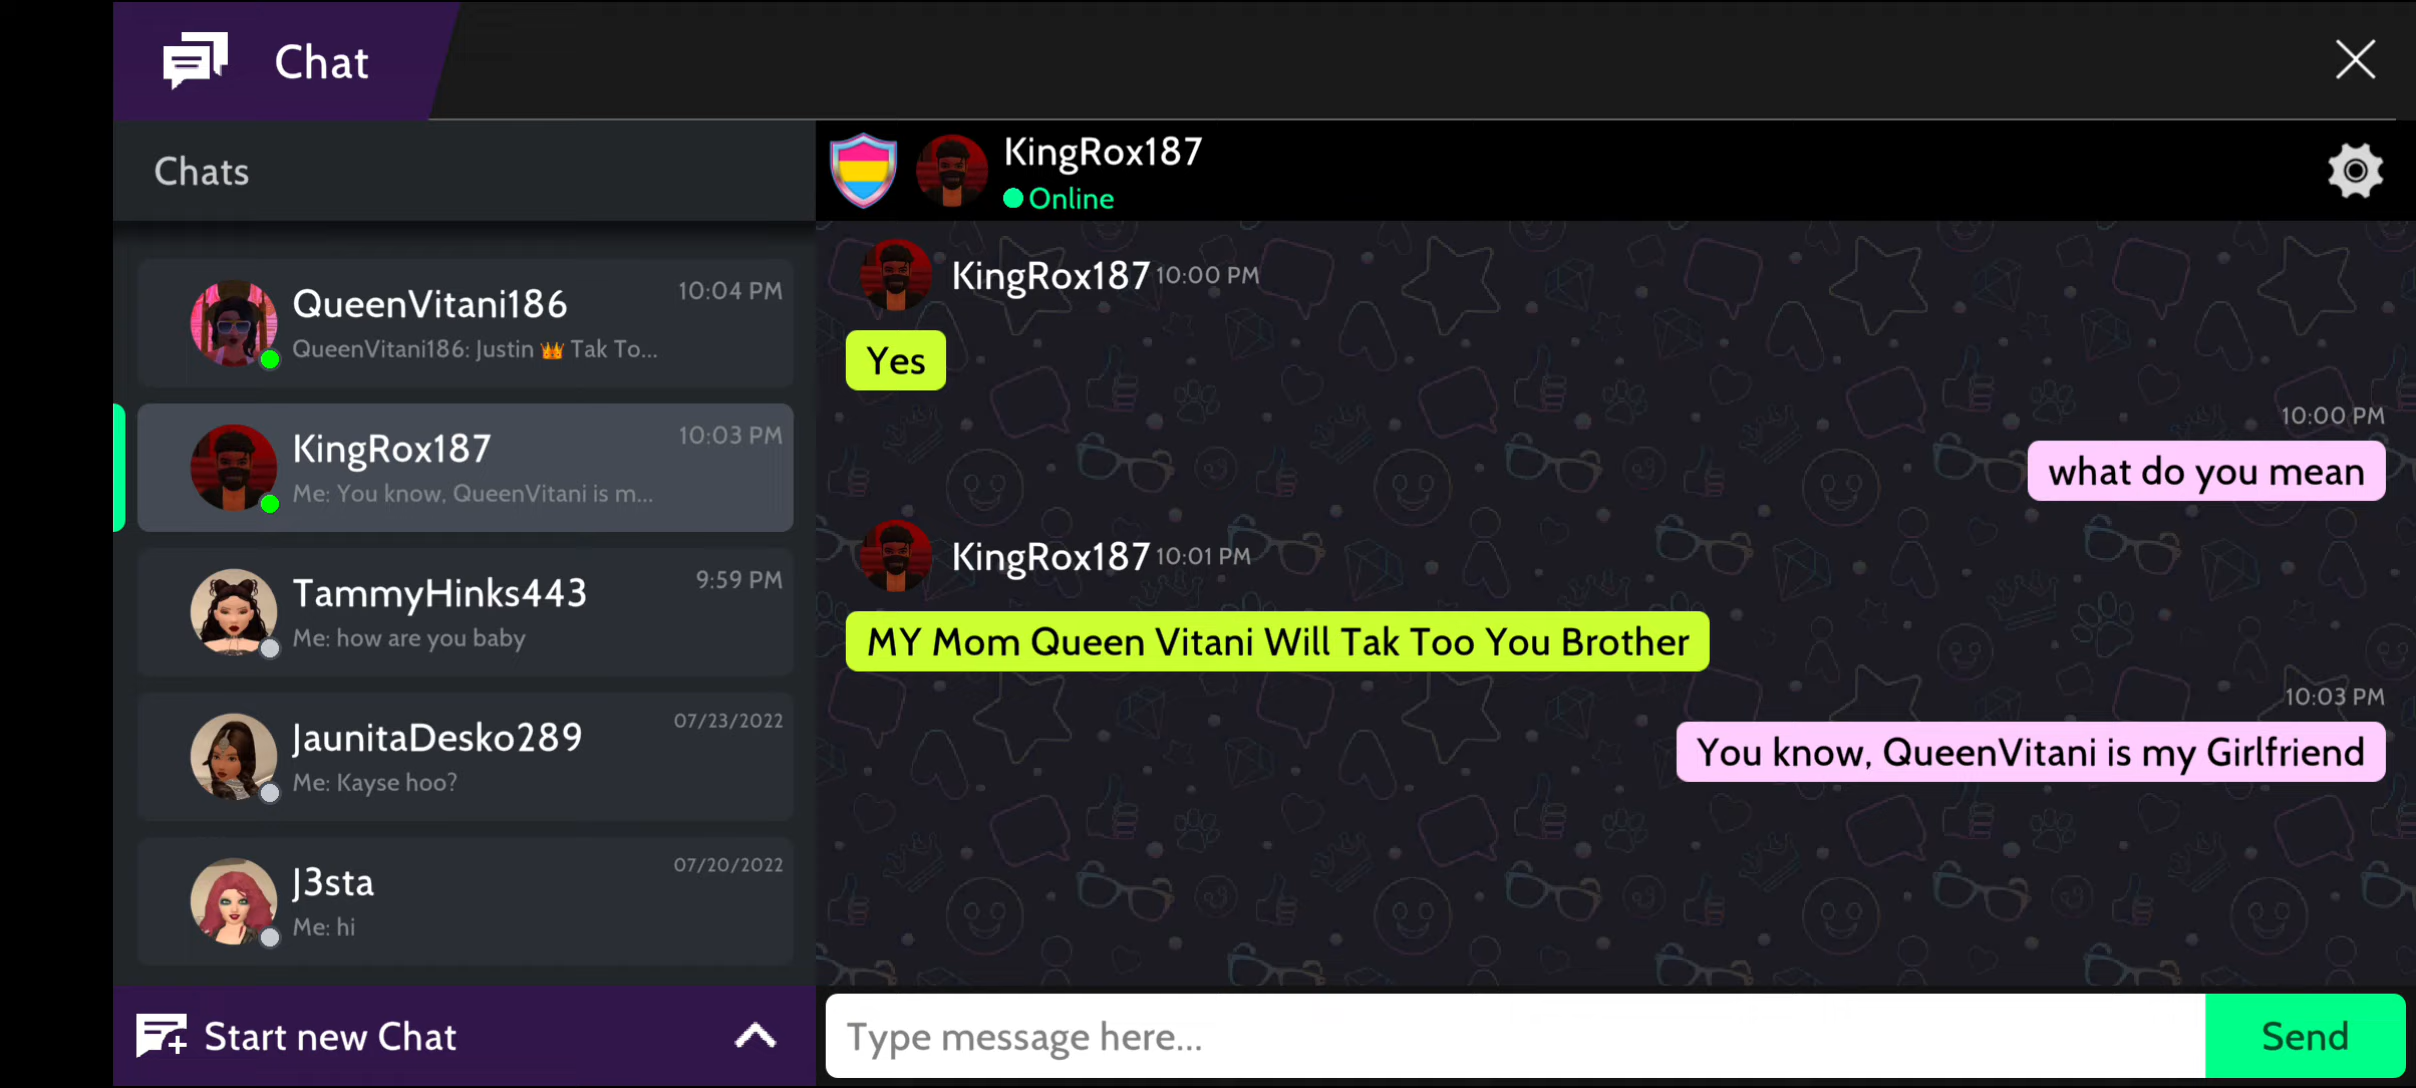 Chat
Chats
QueenVitani186
10:04 PM
QueenVitani186: Justin 👑 Tak To...
KingRox187
10:03 PM
Me: You know, QueenVitani is m...
TammyHinks443
9:59 PM
Me: how are you baby
JaunitaDesko289
07/23/2022
Me: Kayse hoo?
J3sta
07/20/2022
Me: hi
Start new Chat
KingRox187
Online
KingRox187 10:00 PM
Yes
10:00 PM
what do you mean
KingRox187 10:01 PM
MY Mom Queen Vitani Will Tak Too You Brother
10:03 PM
You know, QueenVitani is my Girlfriend
Type message here...
Send